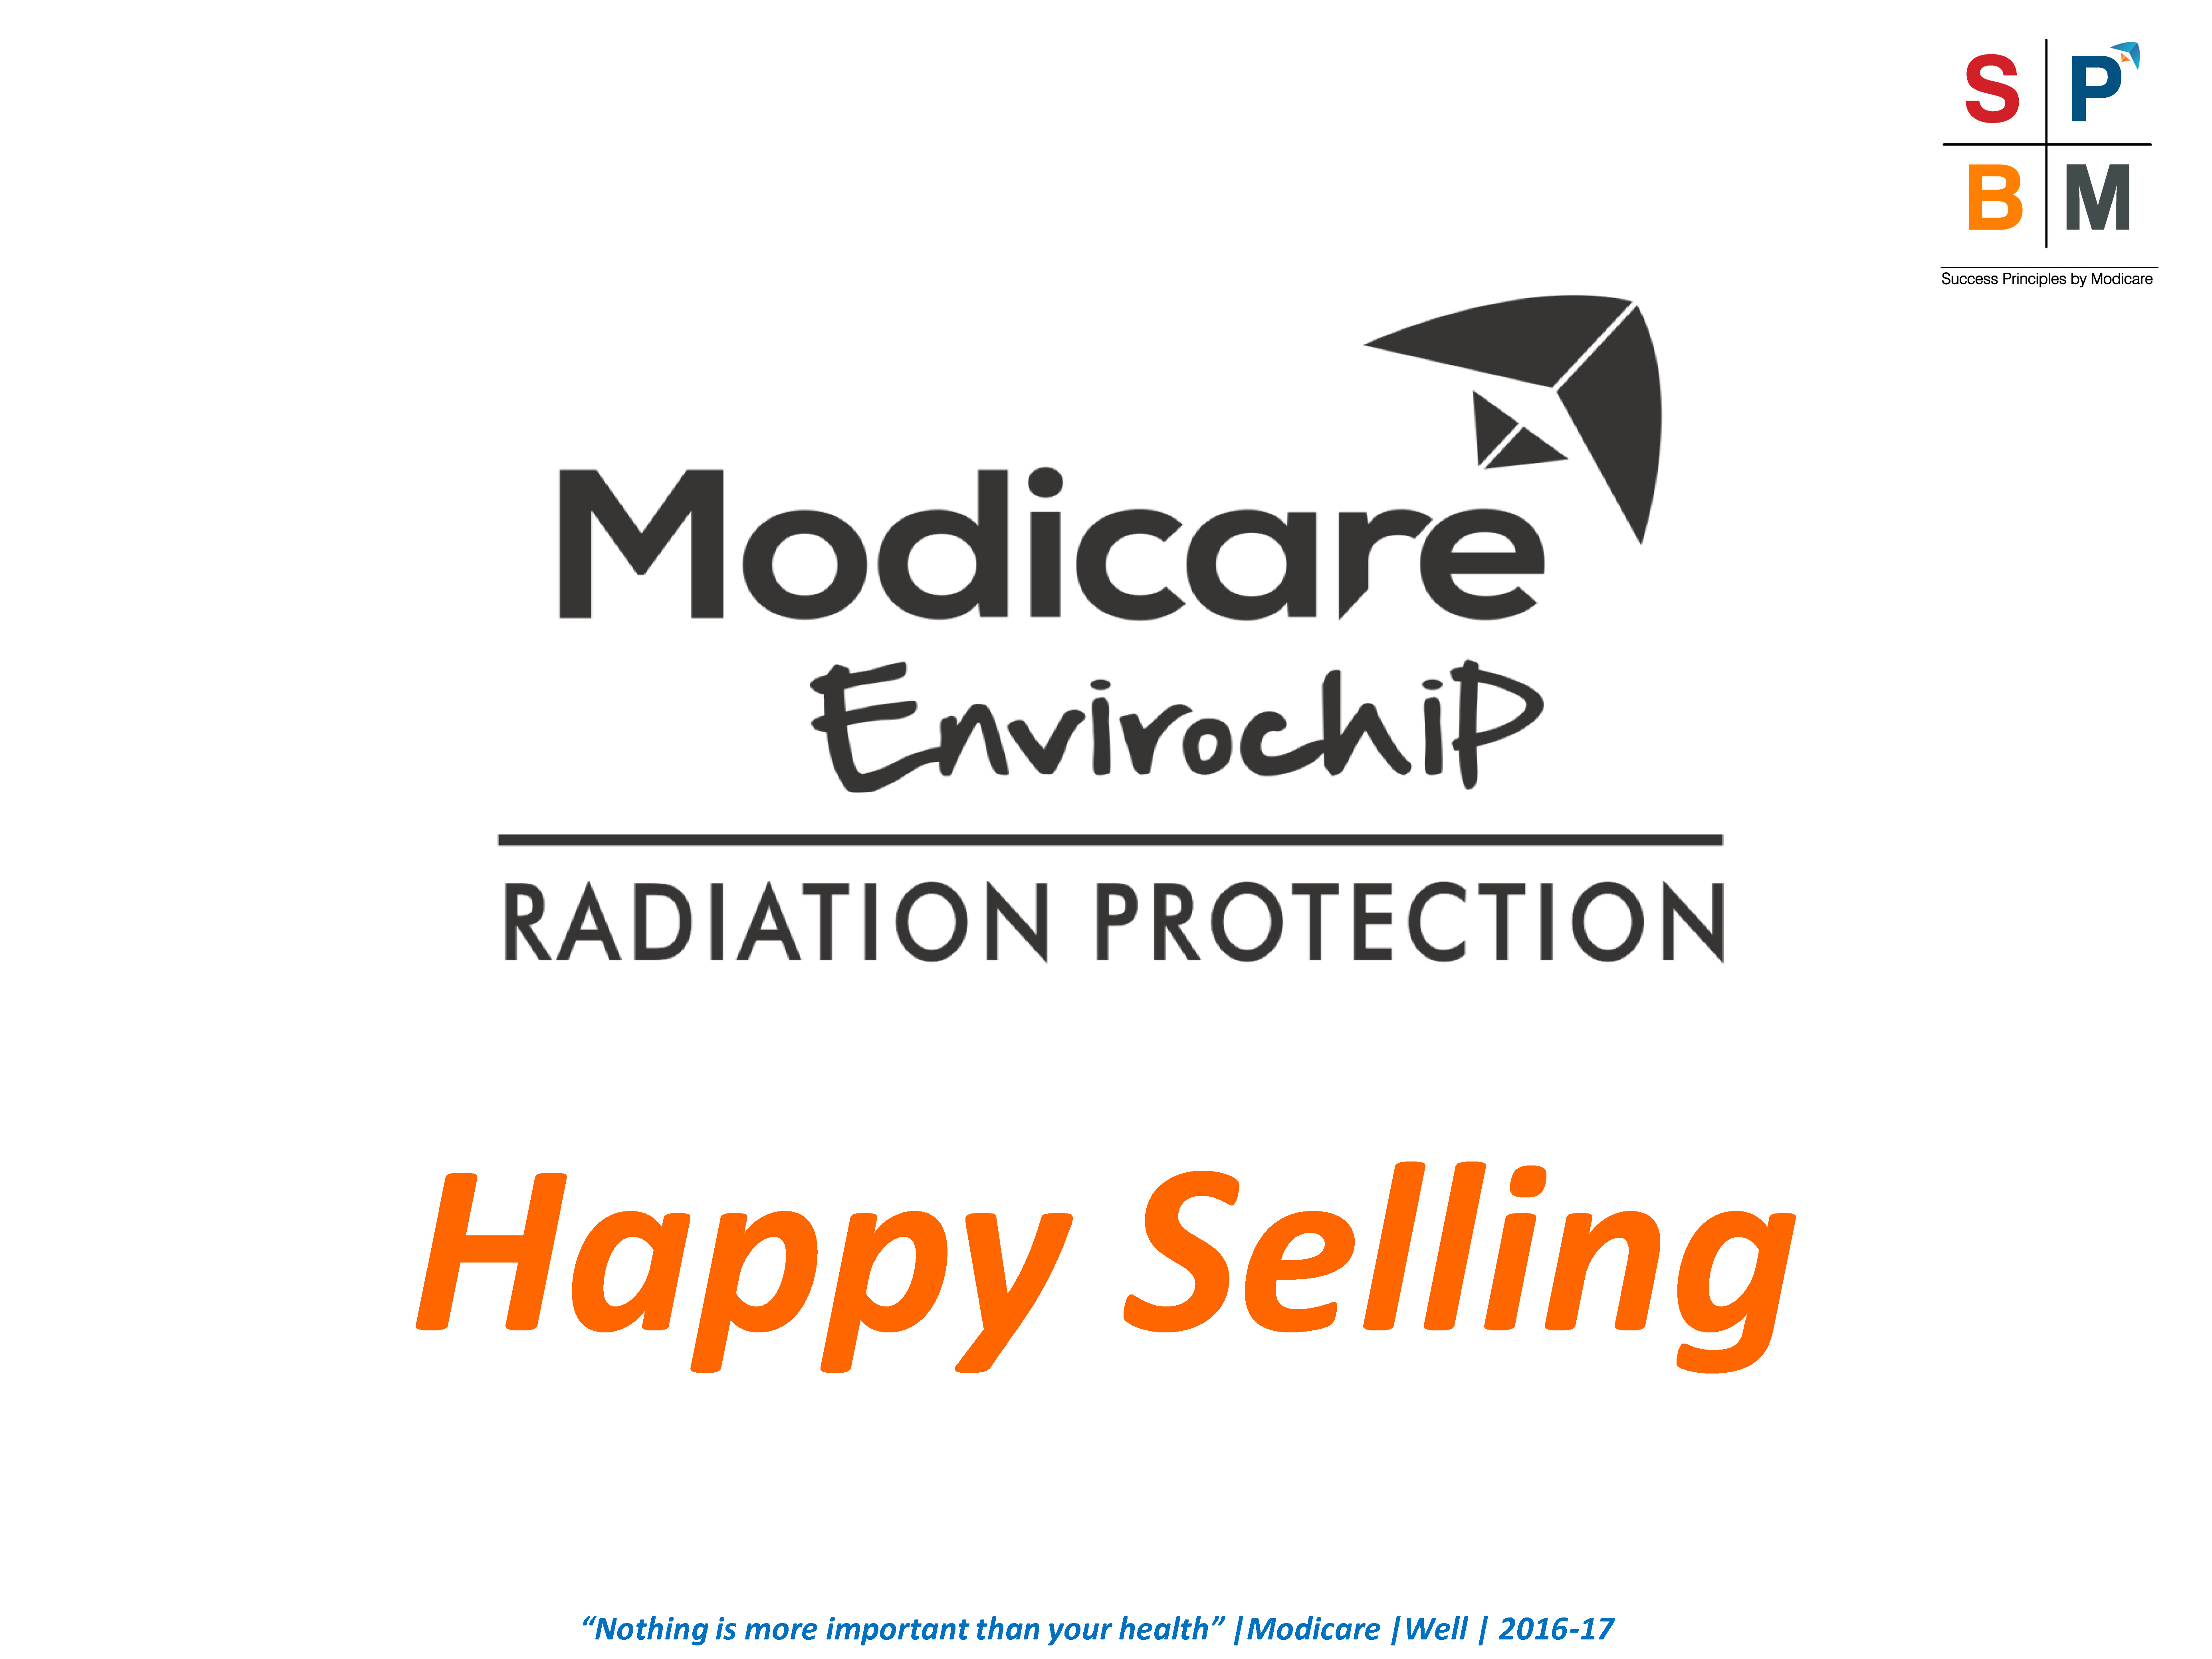 S P
B M
Success Principles by Modicare
Modicare
EnvirochiP
RADIATION PROTECTION
Happy Selling
“Nothing is more important than your health” |Modicare |Well | 2016-17